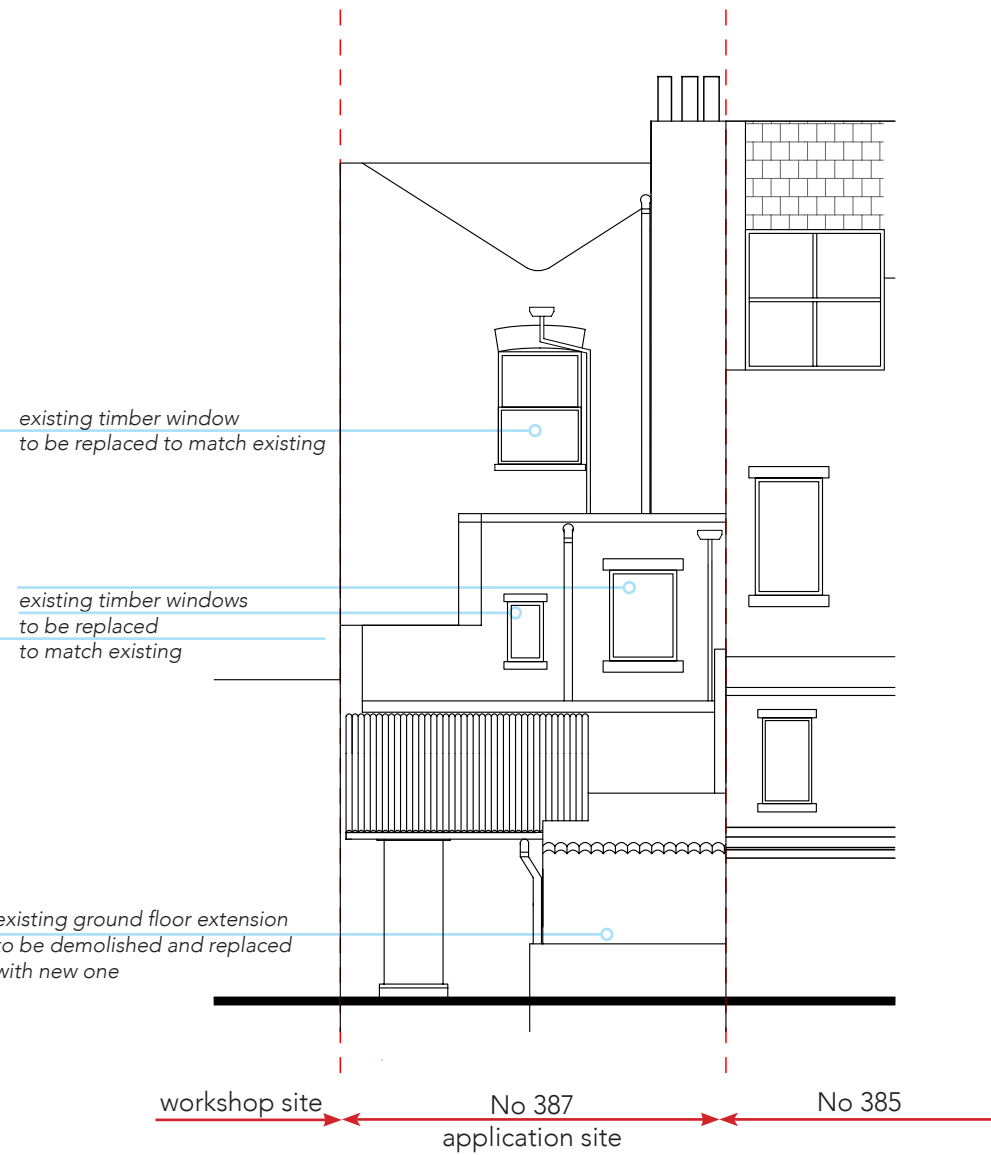 existing timber window
to be replaced to match existing
existing timber windows
to be replaced
to match existing
existing ground floor extension
to be demolished and replaced
with new one
workshop site
No 387
No 385
application site